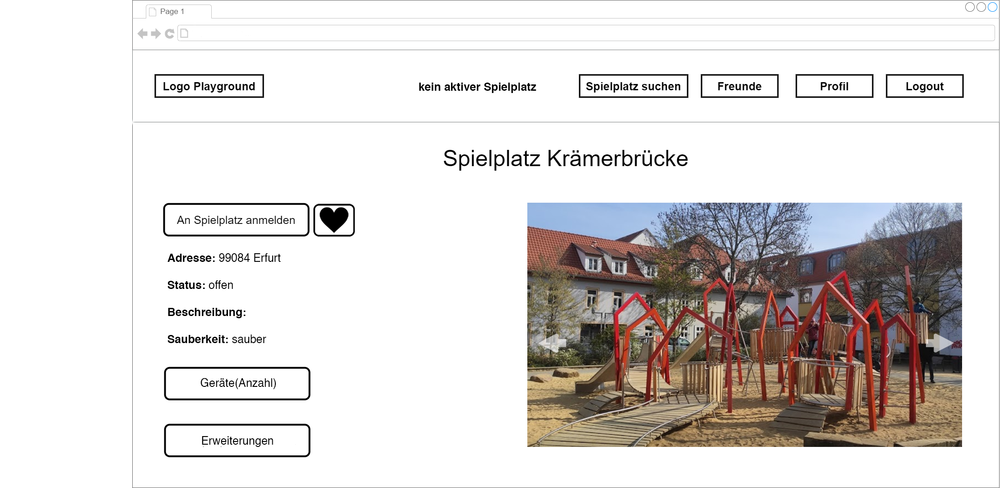 Page 1
Logo Playground
kein aktiver Spielplatz
Spielplatz suchen
Freunde
Profil
Logout
Spielplatz Krämerbrücke
An Spielplatz anmelden
Adresse: 99084 Erfurt
Status: offen
Beschreibung:
Sauberkeit: sauber
Geräte(Anzahl)
Erweiterungen